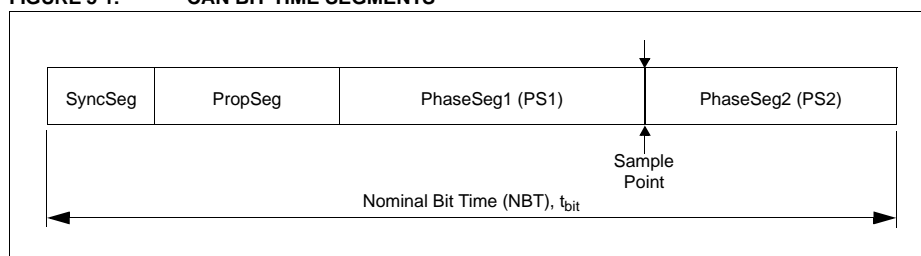 FIGURE 5-1: CAN BIT TIME SEGMENTS
SyncSeg PropSeg PhaseSeg1 (PS1) PhaseSeg2 (PS2)
Sample
Point
Nominal Bit Time (NBT), tbit